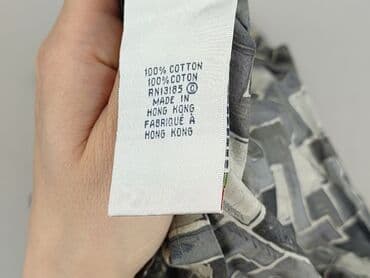 100% COTTON
100% COTON
RN13185 ©
MADE IN
HONG KONG
FABRIQUÉ À
HONG KONG